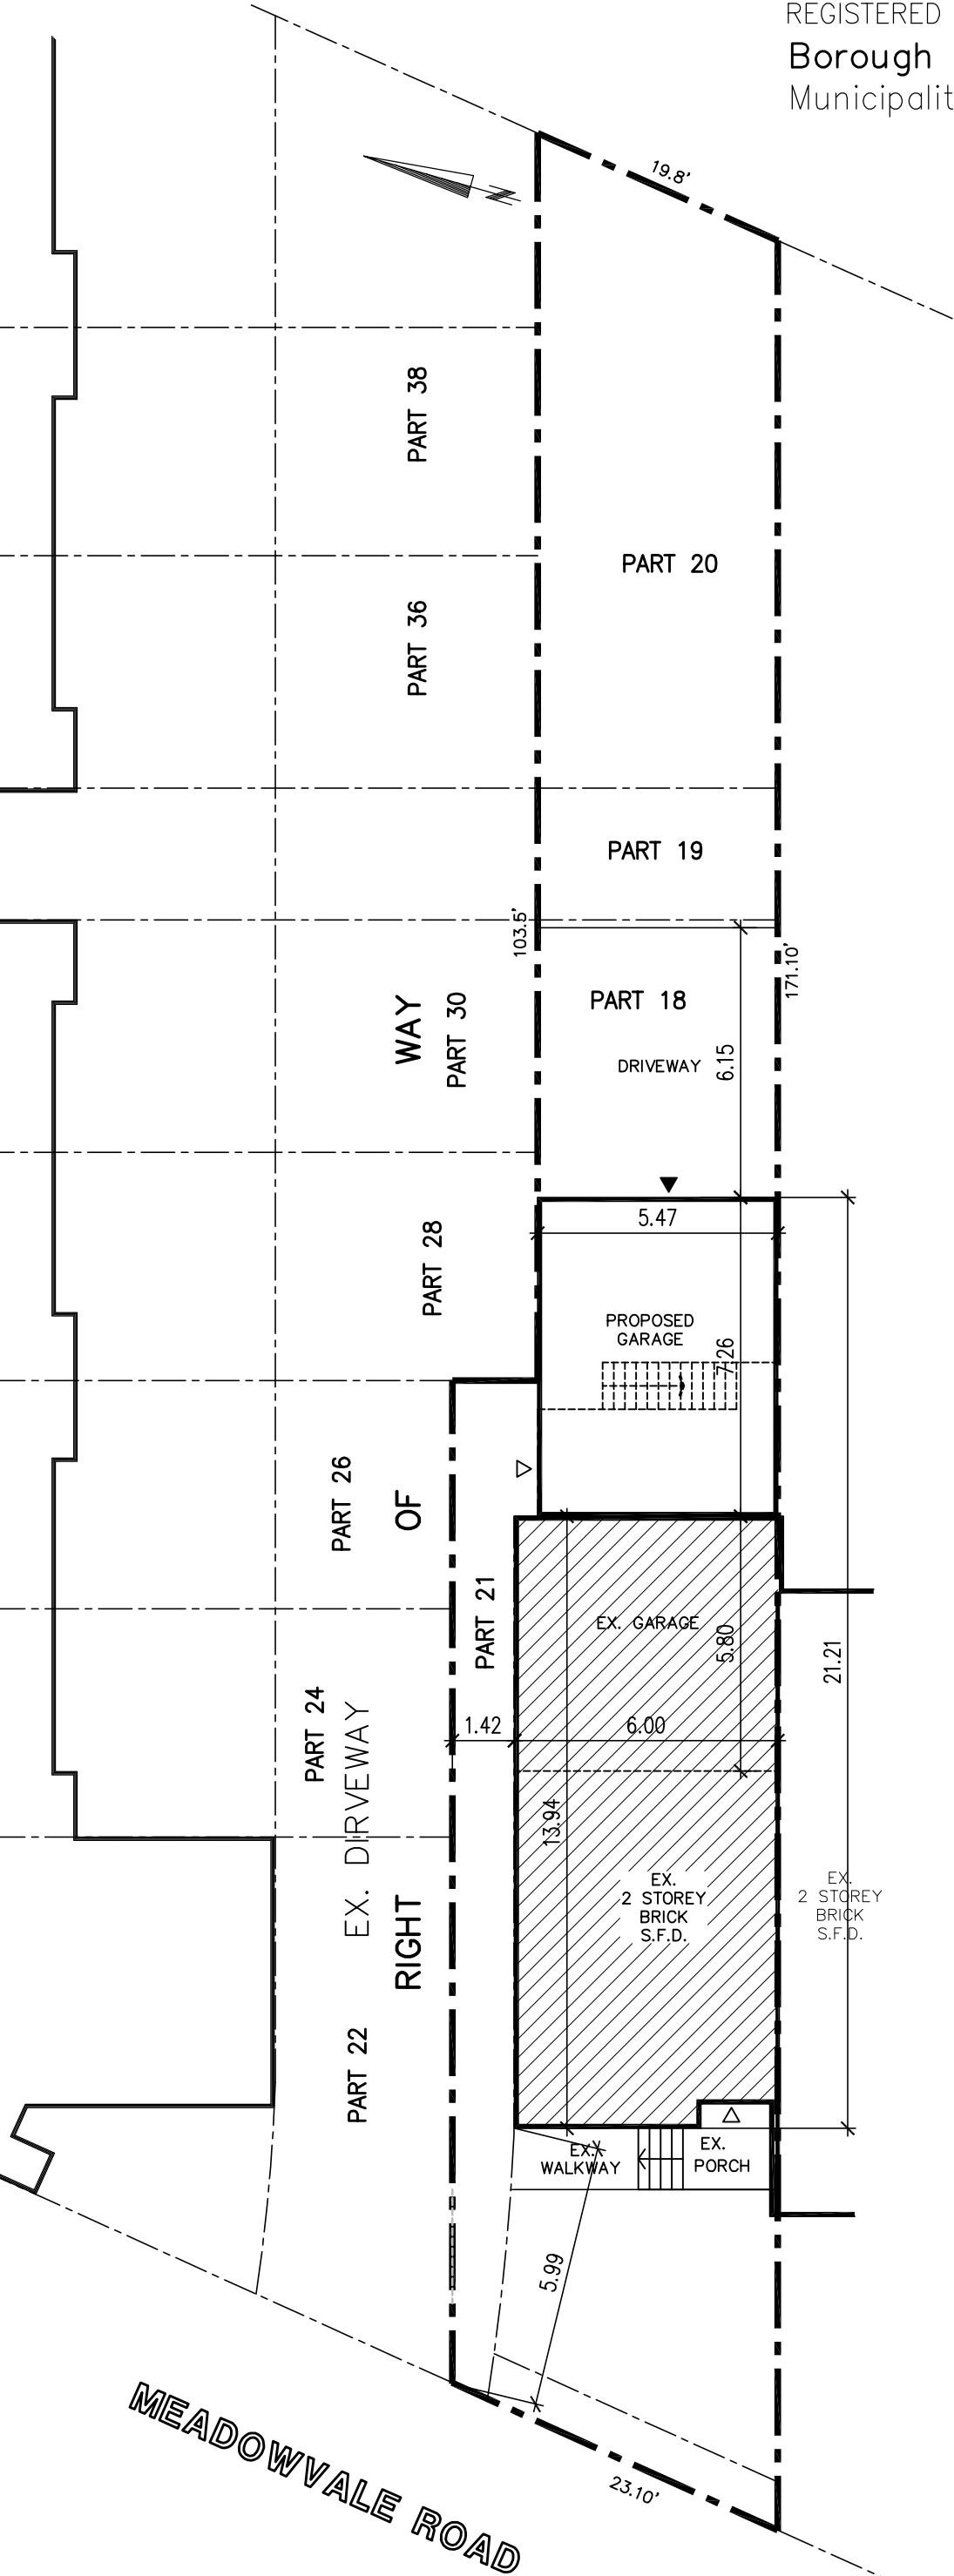 REGISTERED
Borough
Municipalit
19.8'
N
PART 38
PART 20
PART 36
PART 19
103.5'
171.10'
WAY
PART 30
PART 18
DRIVEWAY
6.15
5.47
PART 28
PROPOSED
GARAGE
7.26
PART 26
OF
PART 21
EX. GARAGE
5.80
21.21
PART 24
EX. DIRVEWAY
1.42
6.00
13.94
RIGHT
EX.
2 STOREY
BRICK
S.F.D.
EX.
2 STOREY
BRICK
S.F.D.
PART 22
EX.
WALKWAY
EX.
PORCH
5.99
23.10'
MEADOWVALE ROAD